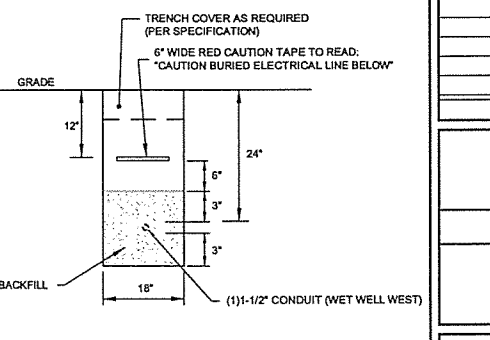 TRENCH COVER AS REQUIRED
(PER SPECIFICATION)
6" WIDE RED CAUTION TAPE TO READ;
"CAUTION BURIED ELECTRICAL LINE BELOW"
GRADE
12"
24"
6"
3"
3"
BACKFILL
18"
(1)1-1/2" CONDUIT (WET WELL WEST)